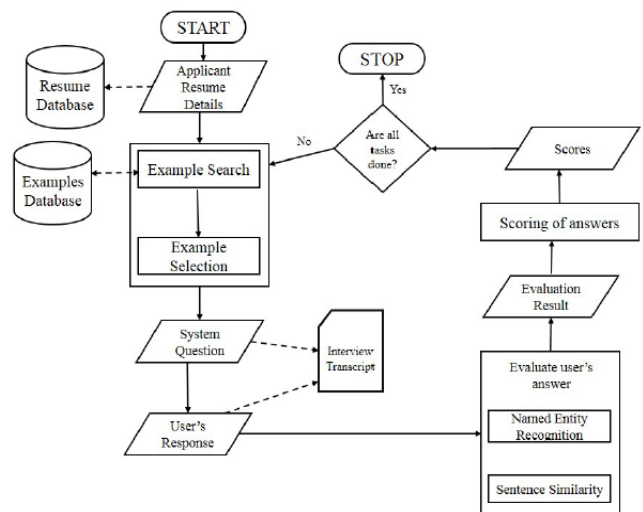 START
STOP
Applicant
Resume
Details
Resume
Database
Yes
No
Are all
tasks
done?
Scores
Example Search
Examples
Database
Scoring of answers
Example
Selection
Evaluation
Result
System
Question
Interview
Transcript
Evaluate user's
answer
User's
Response
Named Entity
Recognition
Sentence Similarity